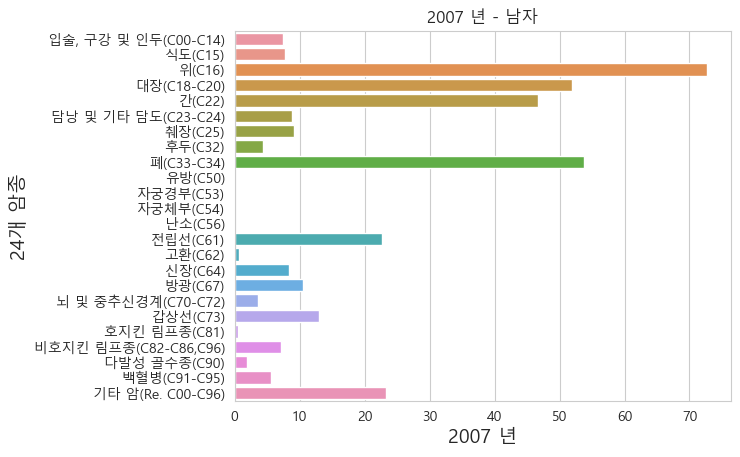 2007 년 - 남자
입술, 구강 및 인두(C00-C14)
식도(C15)
위(C16)
대장(C18-C20)
간(C22)
담낭 및 기타 담도(C23-C24)
췌장(C25)
후두(C32)
폐(C33-C34)
유방(C50)
자궁경부(C53)
자궁체부(C54)
난소(C56)
전립선(C61)
고환(C62)
신장(C64)
방광(C67)
뇌 및 중추신경계(C70-C72)
갑상선(C73)
호지킨 림프종(C81)
비호지킨 림프종(C82-C86,C96)
다발성 골수종(C90)
백혈병(C91-C95)
기타 암(Re. C00-C96)
24개 암종
0 10 20 30 40 50 60 70
2007 년